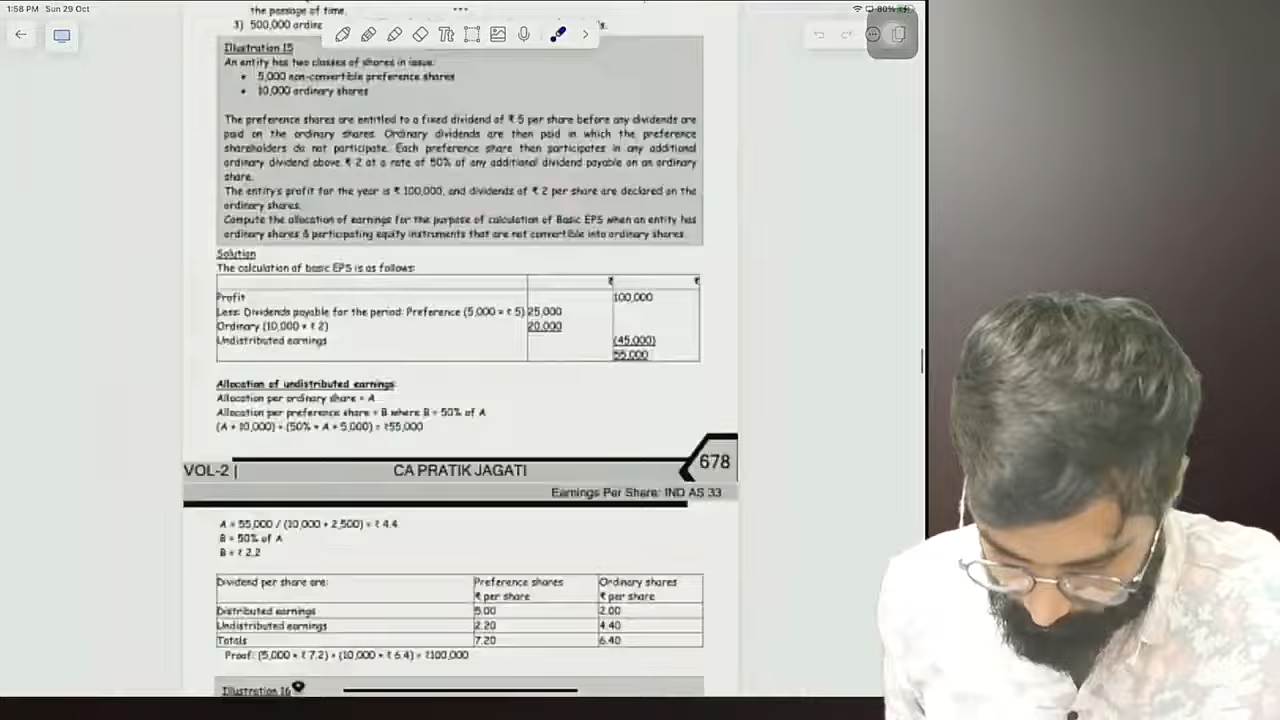 1:58 PM Sun 29 Oct
80%
the passage of time.
3) 500,000 ordina
s.
Illustration 15
An entity has two classes of shares in issue:
• 5,000 non-convertible preference shares
• 10,000 ordinary shares
The preference shares are entitled to a fixed dividend of ₹ 5 per share before any dividends are
paid on the ordinary shares. Ordinary dividends are then paid in which the preference
shareholders do not participate. Each preference share then participates in any additional
ordinary dividend above ₹ 2 at a rate of 50% of any additional dividend payable on an ordinary
share.
The entity's profit for the year is ₹ 100,000, and dividends of ₹ 2 per share are declared on the
ordinary shares.
Compute the allocation of earnings for the purpose of calculation of Basic EPS when an entity has
ordinary shares & participating equity instruments that are not convertible into ordinary shares.
Solution
The calculation of basic EPS is as follows:
₹ ₹
Profit 100,000
Less: Dividends payable for the period: Preference (5,000 × ₹ 5) 25,000
Ordinary (10,000 × ₹ 2) 20,000
Undistributed earnings (45,000)
55,000
Allocation of undistributed earnings:
Allocation per ordinary share = A
Allocation per preference share = B where B = 50% of A
(A × 10,000) + (50% × A × 5,000) = ₹55,000
VOL-2 | CA PRATIK JAGATI 678
Earnings Per Share: IND AS 33
A = 55,000 / (10,000 + 2,500) = ₹ 4.4
B = 50% of A
B = ₹ 2.2
Dividend per share are: Preference shares Ordinary shares
₹ per share ₹ per share
Distributed earnings 5.00 2.00
Undistributed earnings 2.20 4.40
Totals 7.20 6.40
Proof: (5,000 × ₹ 7.2) + (10,000 × ₹ 6.4) = ₹100,000
Illustration 16